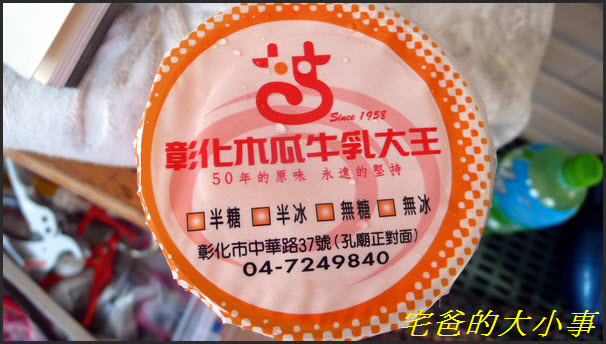 Since 1958
彰化木瓜牛乳大王
50年的原味 永遠的堅持
半糖 半冰 無糖 無冰
彰化市中華路37號(孔廟正對面)
04-7249840
宅爸的大小事